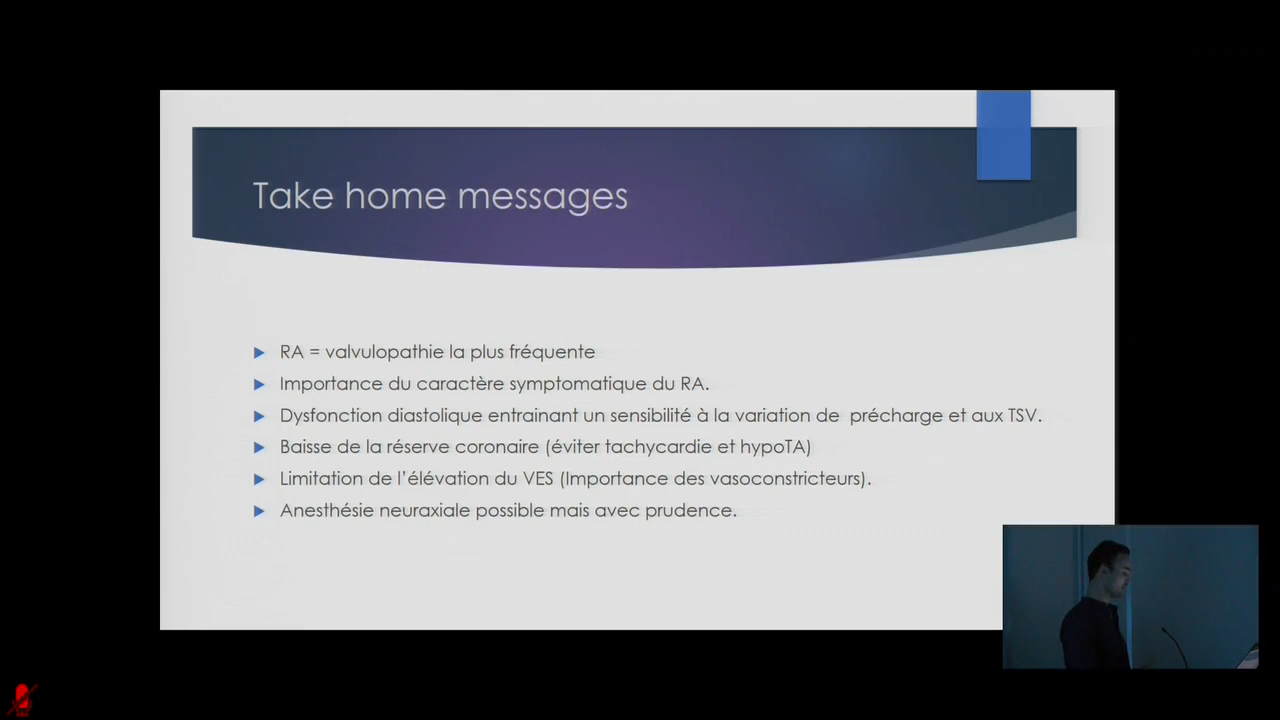 Take home messages
RA = valvulopathie la plus fréquente
Importance du caractère symptomatique du RA.
Dysfonction diastolique entrainant un sensibilité à la variation de précharge et aux TSV.
Baisse de la réserve coronaire (éviter tachycardie et hypoTA)
Limitation de l'élévation du VES (Importance des vasoconstricteurs).
Anesthésie neuraxiale possible mais avec prudence.